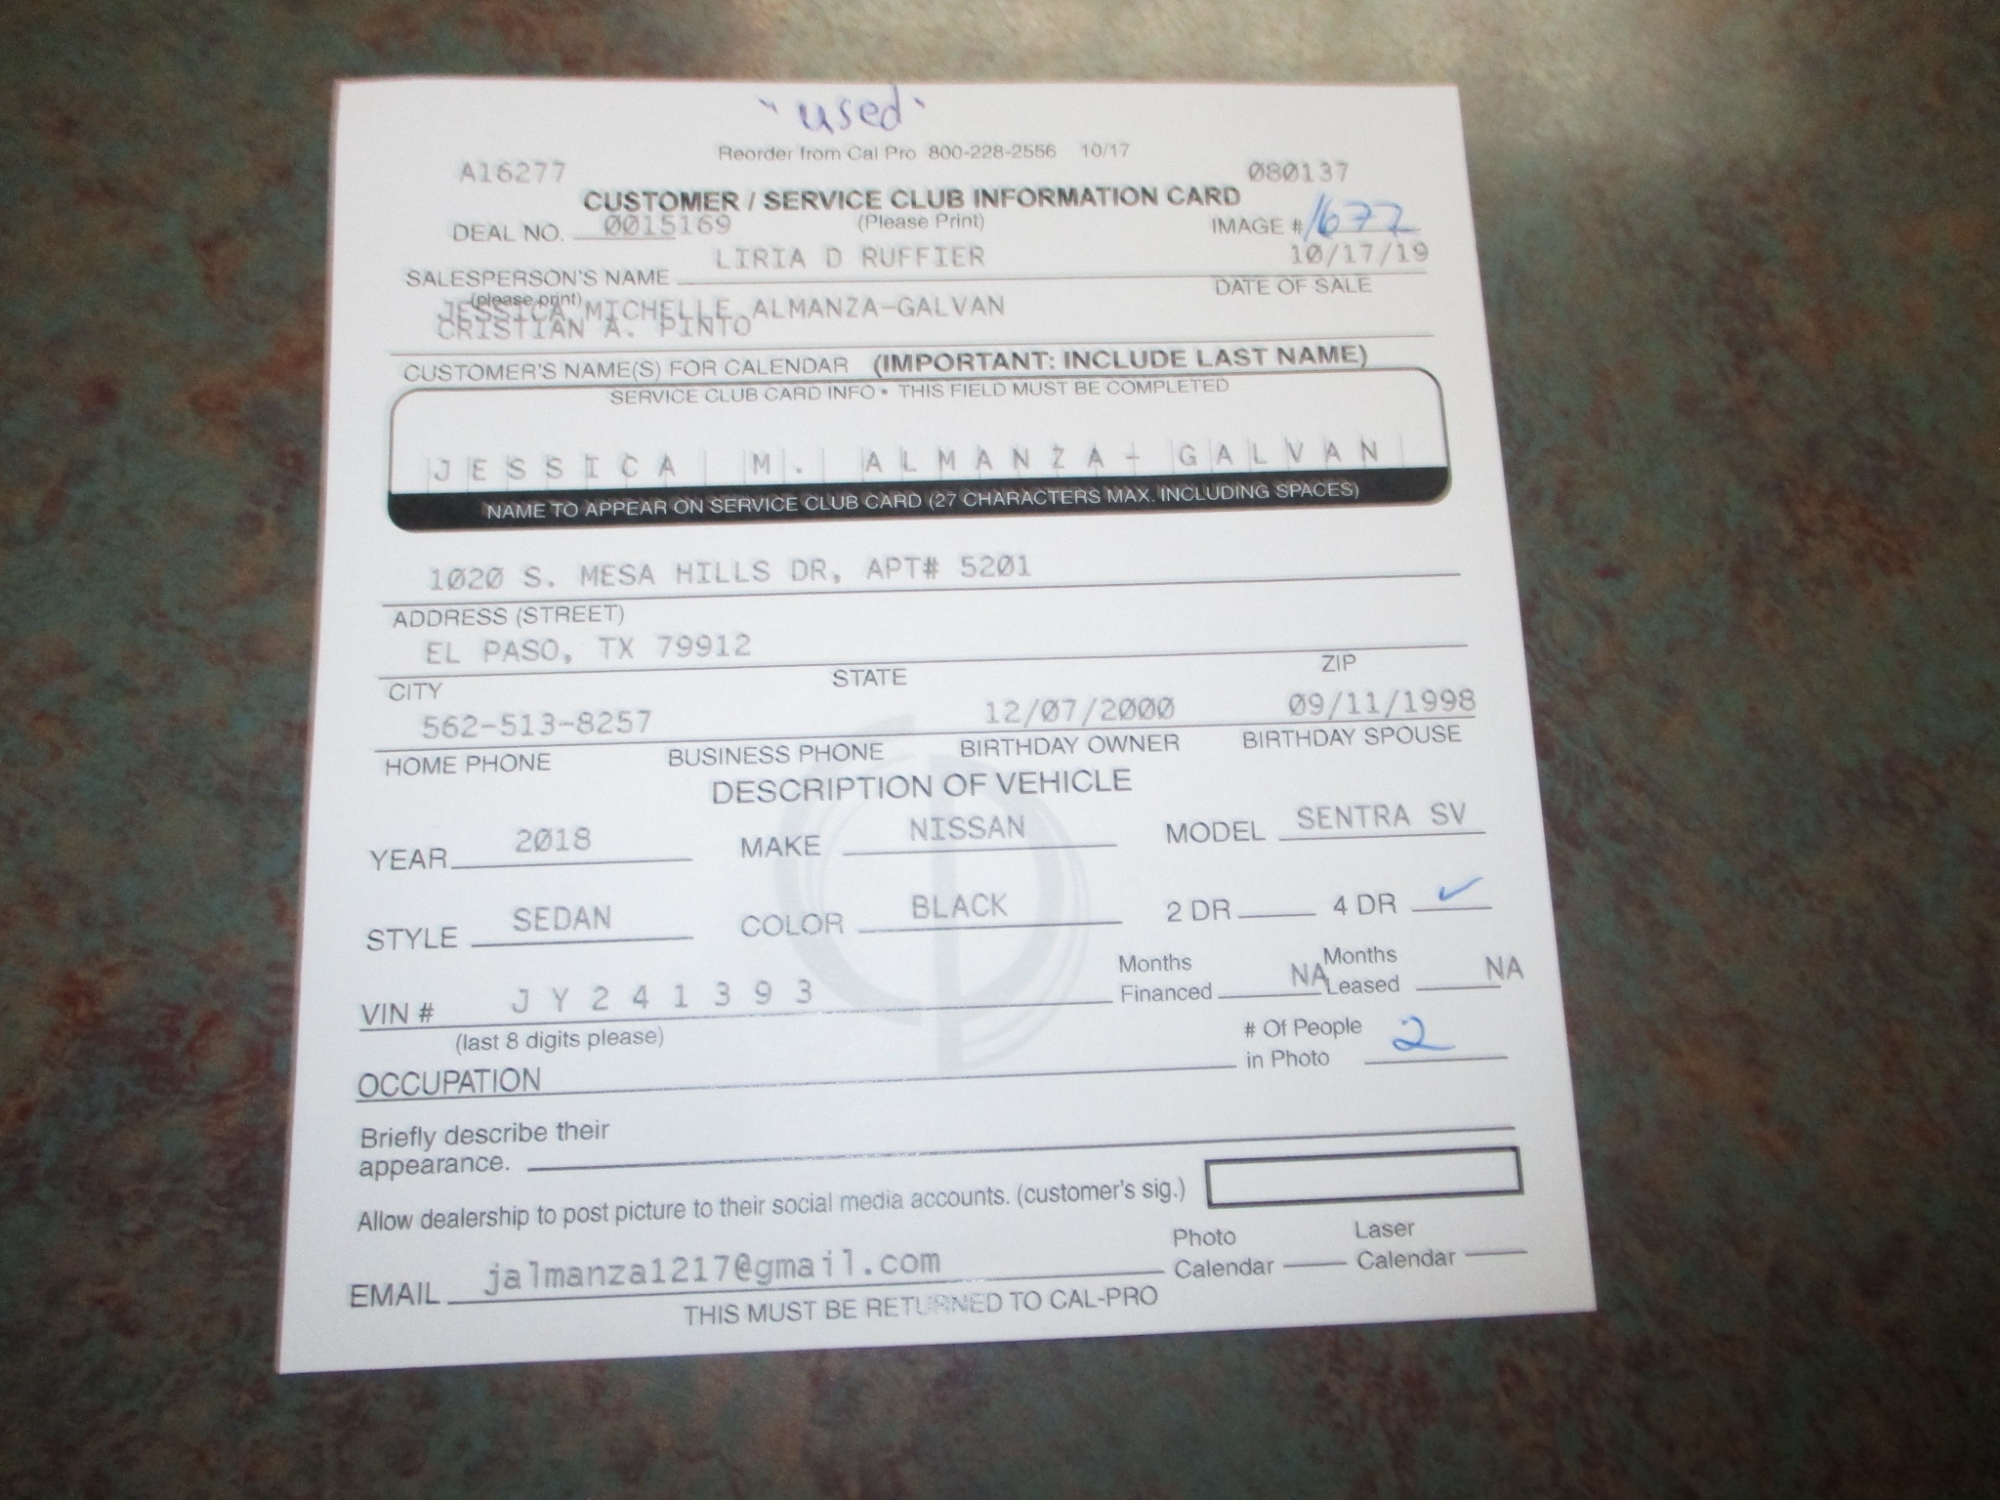 "used"
Reorder from Cal Pro 800-228-2556 10/17
A16277 080137
CUSTOMER / SERVICE CLUB INFORMATION CARD
DEAL NO. 0015169 (Please Print) IMAGE # 1677
LIRIA D RUFFIER 10/17/19
SALESPERSON'S NAME DATE OF SALE
(please print)
JESSICA MICHELLE ALMANZA-GALVAN
CRISTIAN A. PINTO
CUSTOMER'S NAME(S) FOR CALENDAR (IMPORTANT: INCLUDE LAST NAME)
SERVICE CLUB CARD INFO • THIS FIELD MUST BE COMPLETED
JESSICA M. ALMANZA-GALVAN
NAME TO APPEAR ON SERVICE CLUB CARD (27 CHARACTERS MAX. INCLUDING SPACES)
1020 S. MESA HILLS DR, APT# 5201
ADDRESS (STREET)
EL PASO, TX 79912
CITY STATE ZIP
562-513-8257 12/07/2000 09/11/1998
HOME PHONE BUSINESS PHONE BIRTHDAY OWNER BIRTHDAY SPOUSE
DESCRIPTION OF VEHICLE
YEAR 2018 MAKE NISSAN MODEL SENTRA SV
STYLE SEDAN COLOR BLACK 2 DR 4 DR ✓
VIN # JY241393 Months Financed NA Months Leased NA
(last 8 digits please)
OCCUPATION # Of People in Photo 2
Briefly describe their
appearance.
Allow dealership to post picture to their social media accounts. (customer's sig.)
EMAIL jalmanza1217@gmail.com Photo Calendar Laser Calendar
THIS MUST BE RETURNED TO CAL-PRO